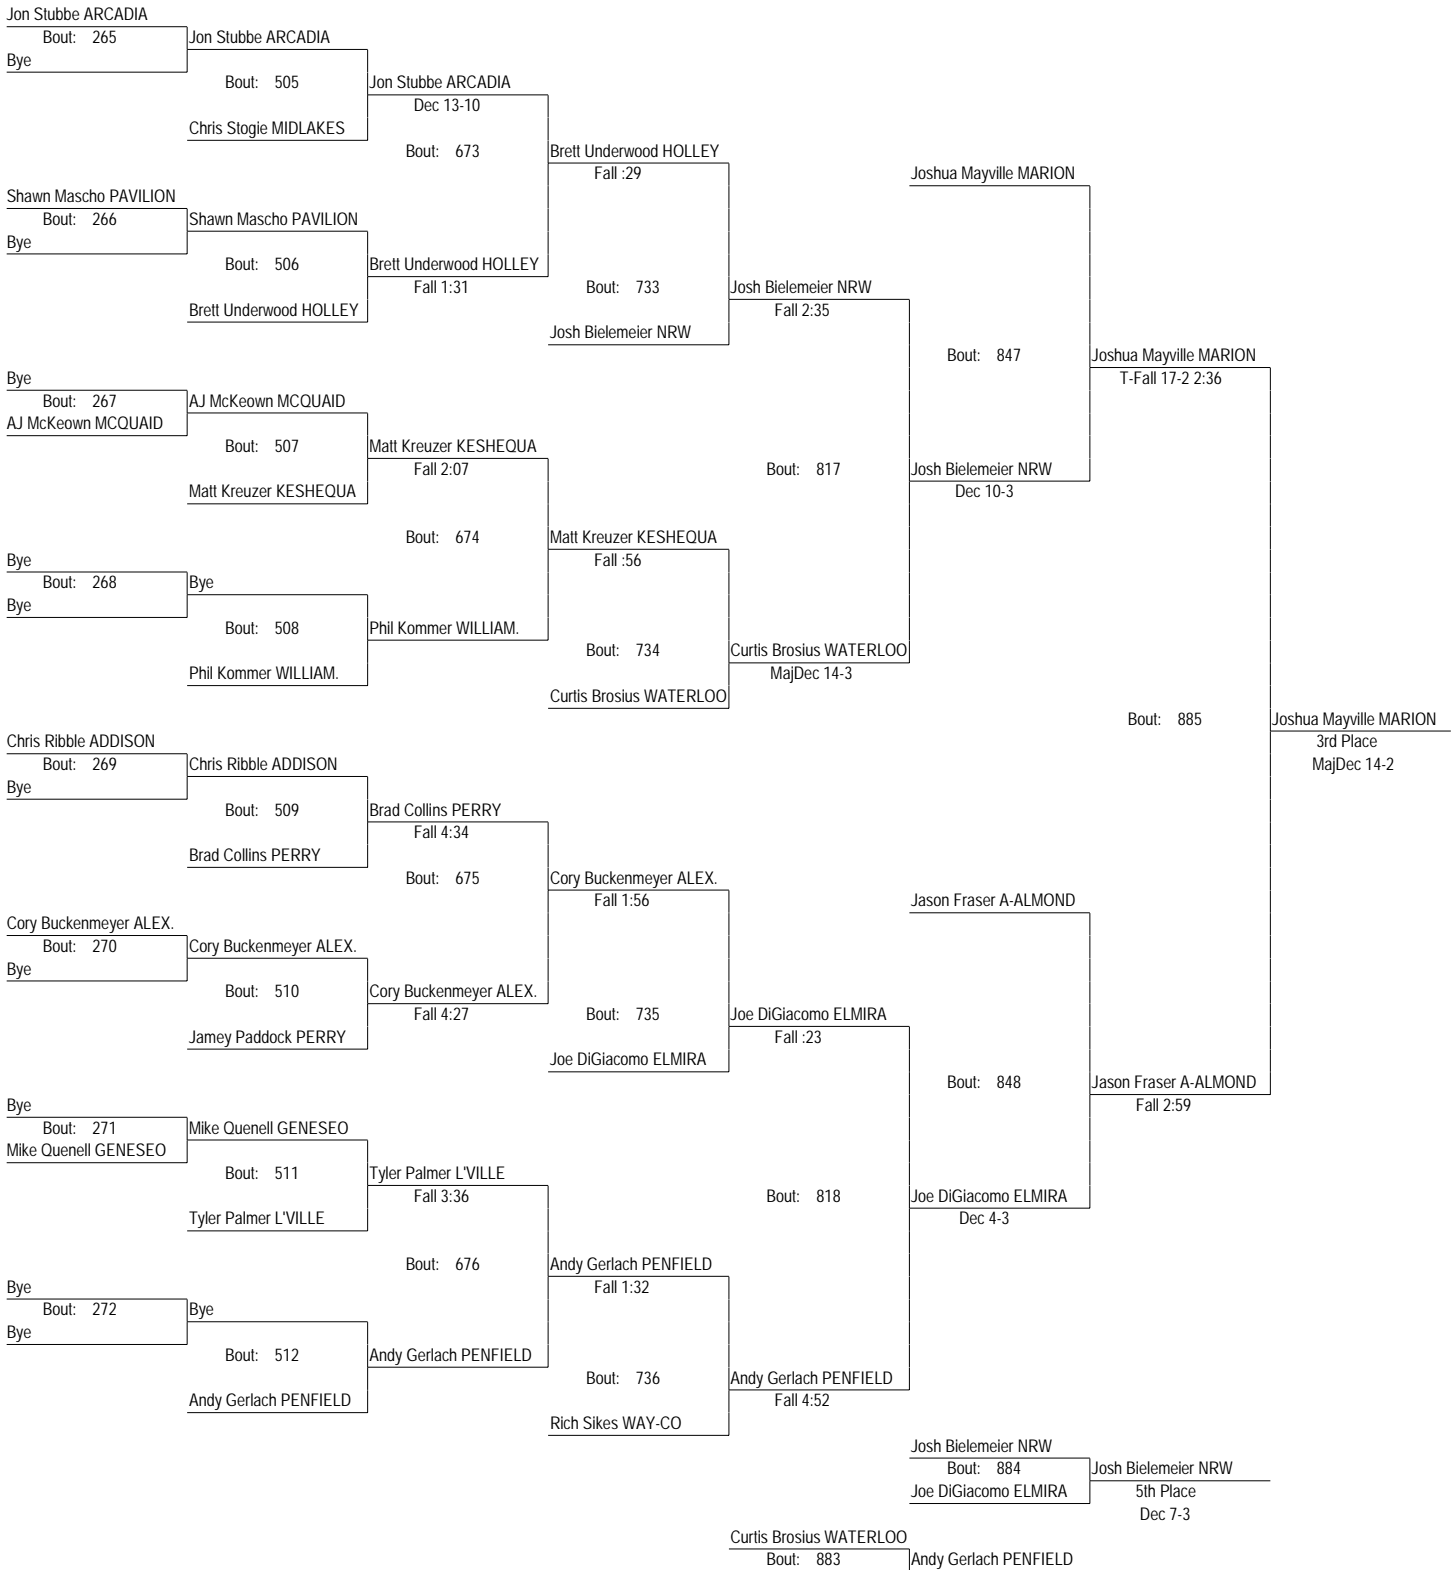 Jon Stubbe ARCADIA
Bout: 265
Jon Stubbe ARCADIA
Bye
Bout: 505
Jon Stubbe ARCADIA
Dec 13-10
Chris Stogie MIDLAKES
Bout: 673
Brett Underwood HOLLEY
Fall :29
Joshua Mayville MARION
Shawn Mascho PAVILION
Bout: 266
Shawn Mascho PAVILION
Bye
Bout: 506
Brett Underwood HOLLEY
Fall 1:31
Bout: 733
Josh Bielemeier NRW
Fall 2:35
Brett Underwood HOLLEY
Josh Bielemeier NRW
Bout: 847
Joshua Mayville MARION
T-Fall 17-2 2:36
Bye
Bout: 267
AJ McKeown MCQUAID
AJ McKeown MCQUAID
Bout: 507
Matt Kreuzer KESHEQUA
Fall 2:07
Bout: 817
Josh Bielemeier NRW
Dec 10-3
Matt Kreuzer KESHEQUA
Bout: 674
Matt Kreuzer KESHEQUA
Fall :56
Bye
Bout: 268
Bye
Bye
Bout: 508
Phil Kommer WILLIAM.
Bout: 734
Curtis Brosius WATERLOO
MajDec 14-3
Phil Kommer WILLIAM.
Curtis Brosius WATERLOO
Bout: 885
Joshua Mayville MARION
3rd Place
MajDec 14-2
Chris Ribble ADDISON
Bout: 269
Chris Ribble ADDISON
Bye
Bout: 509
Brad Collins PERRY
Fall 4:34
Brad Collins PERRY
Bout: 675
Cory Buckenmeyer ALEX.
Fall 1:56
Jason Fraser A-ALMOND
Cory Buckenmeyer ALEX.
Bout: 270
Cory Buckenmeyer ALEX.
Bye
Bout: 510
Cory Buckenmeyer ALEX.
Fall 4:27
Bout: 735
Joe DiGiacomo ELMIRA
Fall :23
Jamey Paddock PERRY
Joe DiGiacomo ELMIRA
Bout: 848
Jason Fraser A-ALMOND
Fall 2:59
Bye
Bout: 271
Mike Quenell GENESEO
Mike Quenell GENESEO
Bout: 511
Tyler Palmer L'VILLE
Fall 3:36
Bout: 818
Joe DiGiacomo ELMIRA
Dec 4-3
Tyler Palmer L'VILLE
Bout: 676
Andy Gerlach PENFIELD
Fall 1:32
Bye
Bout: 272
Bye
Bye
Bout: 512
Andy Gerlach PENFIELD
Bout: 736
Andy Gerlach PENFIELD
Fall 4:52
Andy Gerlach PENFIELD
Rich Sikes WAY-CO
Josh Bielemeier NRW
Bout: 884
Josh Bielemeier NRW
Joe DiGiacomo ELMIRA
5th Place
Dec 7-3
Curtis Brosius WATERLOO
Bout: 883
Andy Gerlach PENFIELD